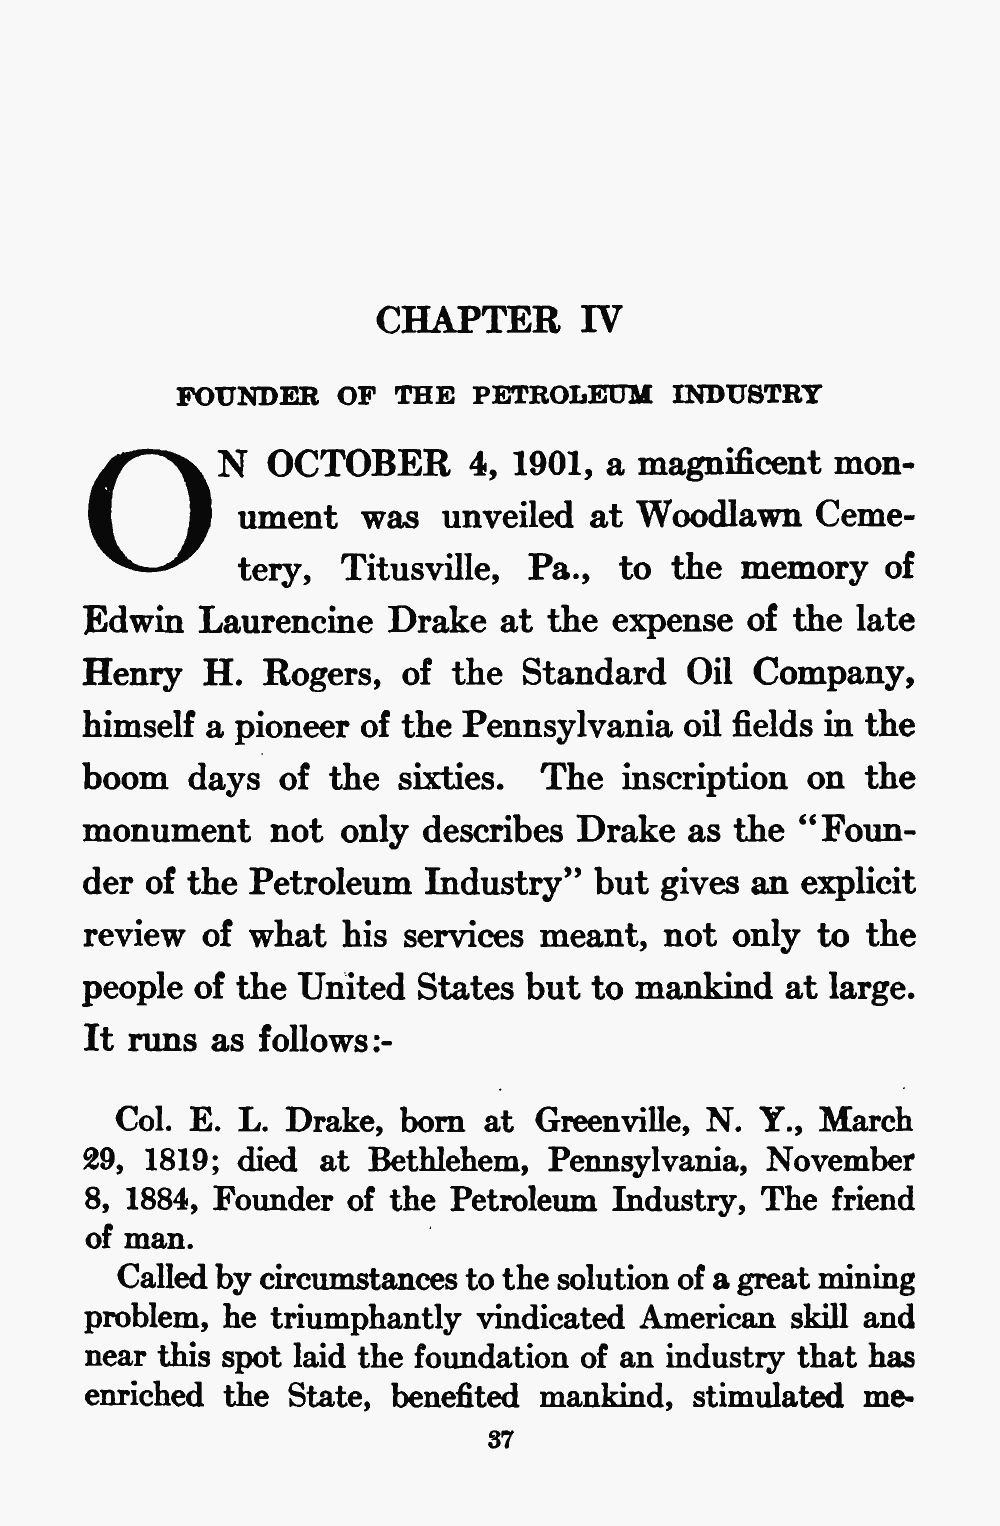 CHAPTER IV
FOUNDER OF THE PETROLEUM INDUSTRY
ON OCTOBER 4, 1901, a magnificent mon-
ument was unveiled at Woodlawn Ceme-
tery, Titusville, Pa., to the memory of
Edwin Laurencine Drake at the expense of the late
Henry H. Rogers, of the Standard Oil Company,
himself a pioneer of the Pennsylvania oil fields in the
boom days of the sixties. The inscription on the
monument not only describes Drake as the “Foun-
der of the Petroleum Industry” but gives an explicit
review of what his services meant, not only to the
people of the United States but to mankind at large.
It runs as follows:-
Col. E. L. Drake, born at Greenville, N. Y., March
29, 1819; died at Bethlehem, Pennsylvania, November
8, 1884, Founder of the Petroleum Industry, The friend
of man.
Called by circumstances to the solution of a great mining
problem, he triumphantly vindicated American skill and
near this spot laid the foundation of an industry that has
enriched the State, benefited mankind, stimulated me-
37